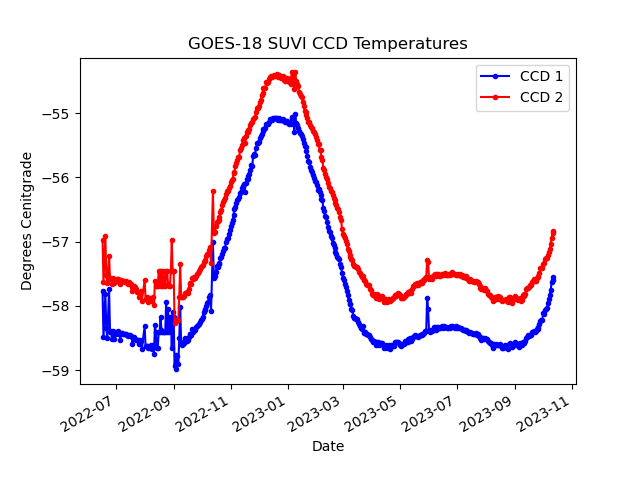 GOES-18 SUVI CCD Temperatures
CCD 1
CCD 2
Degrees Cenitgrade
−55
−56
−57
−58
−59
2022-07
2022-09
2022-11
2023-01
2023-03
2023-05
2023-07
2023-09
2023-11
Date